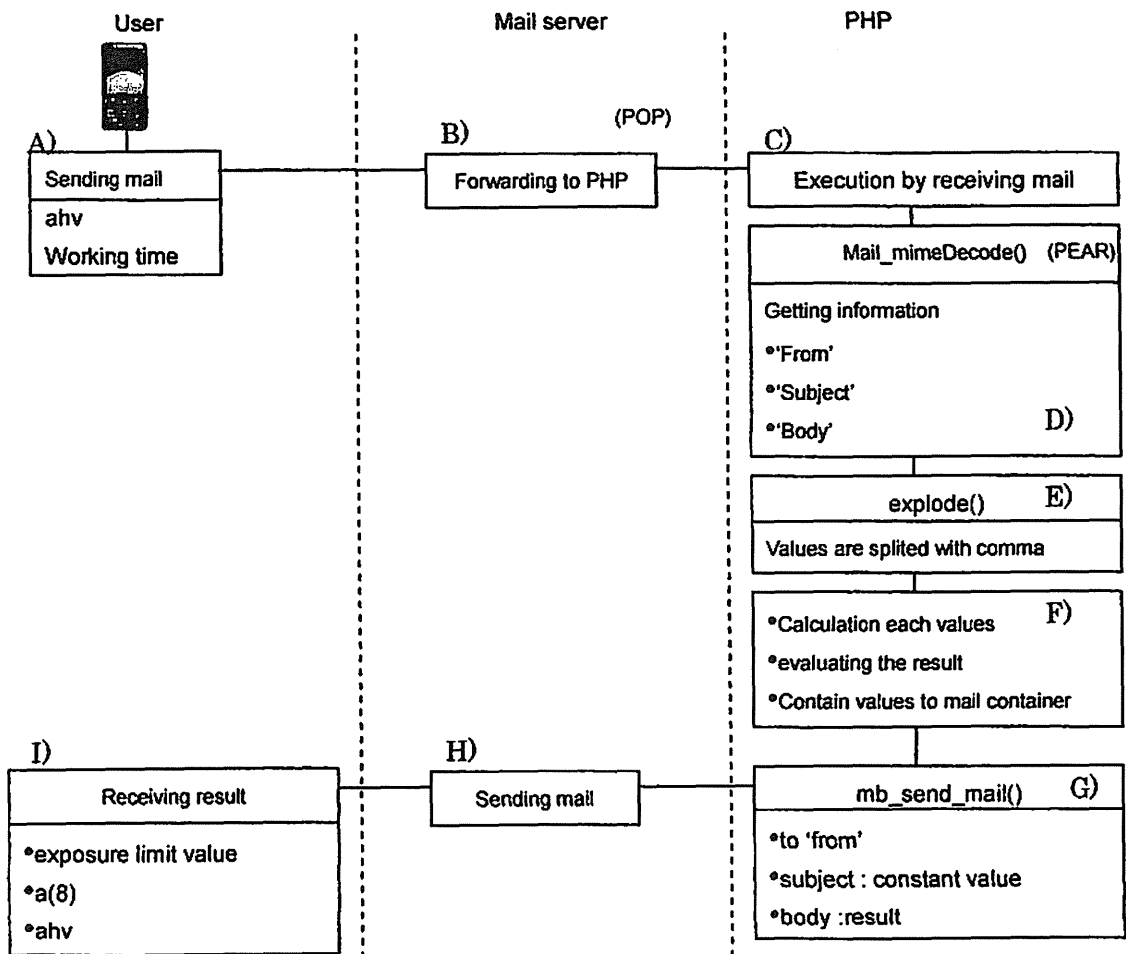 User
Mail server
PHP
A)
Sending mail
ahv
Working time
B)
(POP)
Forwarding to PHP
C)
Execution by receiving mail
Mail_mimeDecode() (PEAR)
Getting information
•'From'
•'Subject'
•'Body'
D)
explode()
E)
Values are splited with comma
•Calculation each values
F)
•evaluating the result
•Contain values to mail container
G)
mb_send_mail()
•to 'from'
•subject : constant value
•body :result
H)
Sending mail
I)
Receiving result
•exposure limit value
•a(8)
•ahv